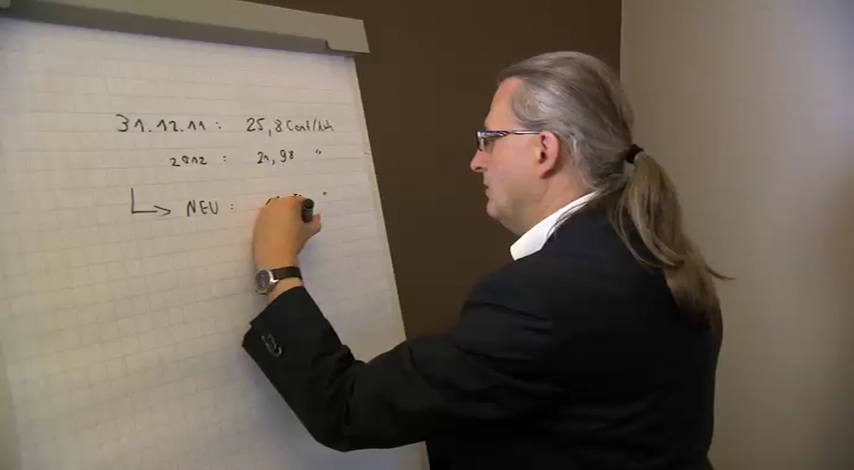 31.12.11 : 25,8 Cent/kWh
2012 : 24,98 "
↳ NEU :